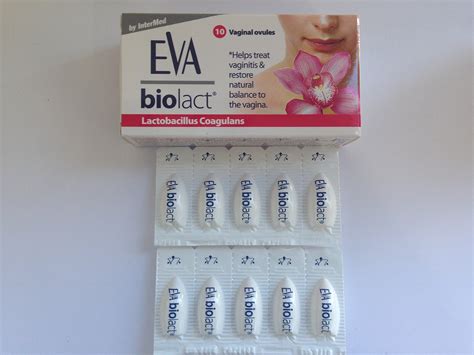 by InterMed
EVA
biolact®
10 Vaginal ovules
*Helps treat
vaginitis &
restore
natural
balance to
the vagina.
Lactobacillus Coagulans
EVA biolact®
EVA biolact®
EVA biolact®
EVA biolact®
EVA biolact®
EVA biolact®
EVA biolact®
EVA biolact®
EVA biolact®
EVA biolact®